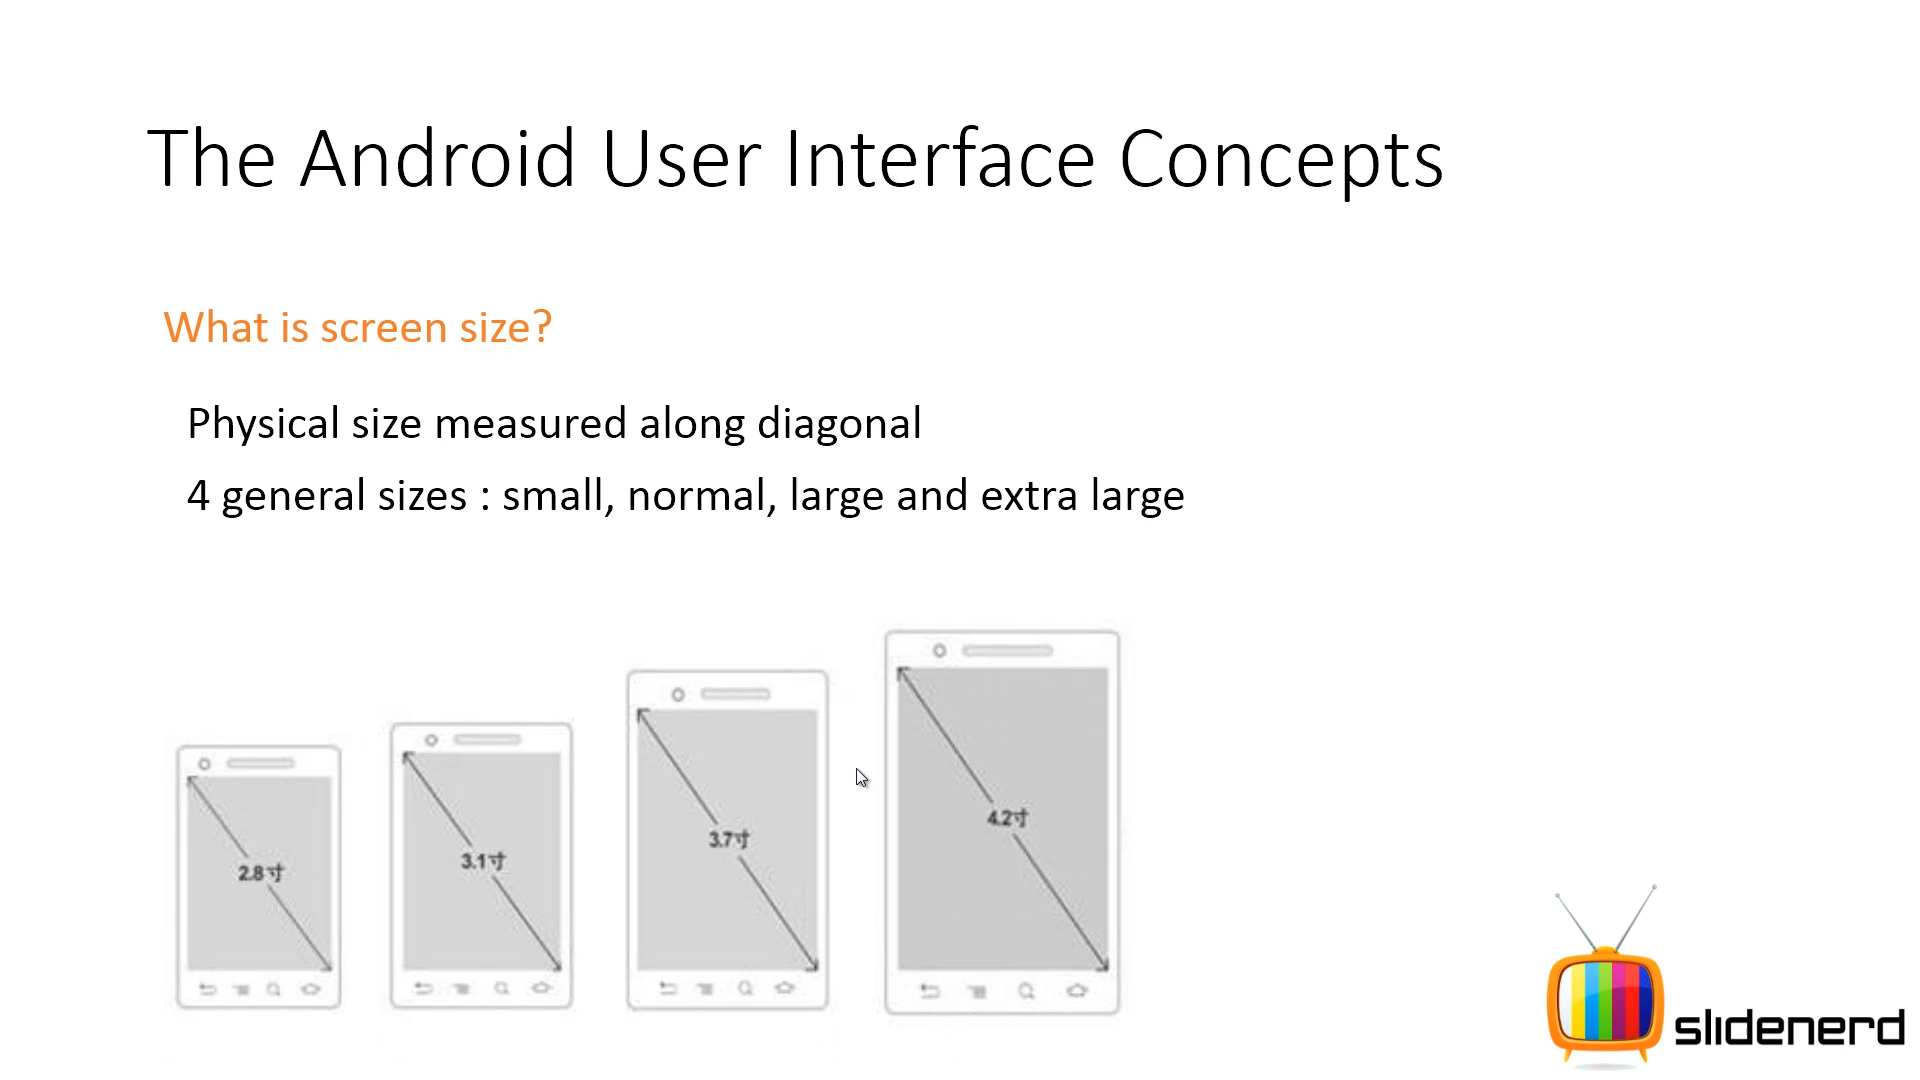 The Android User Interface Concepts
What is screen size?
Physical size measured along diagonal
4 general sizes : small, normal, large and extra large
2.8寸
3.1寸
3.7寸
4.2寸
slidenerd